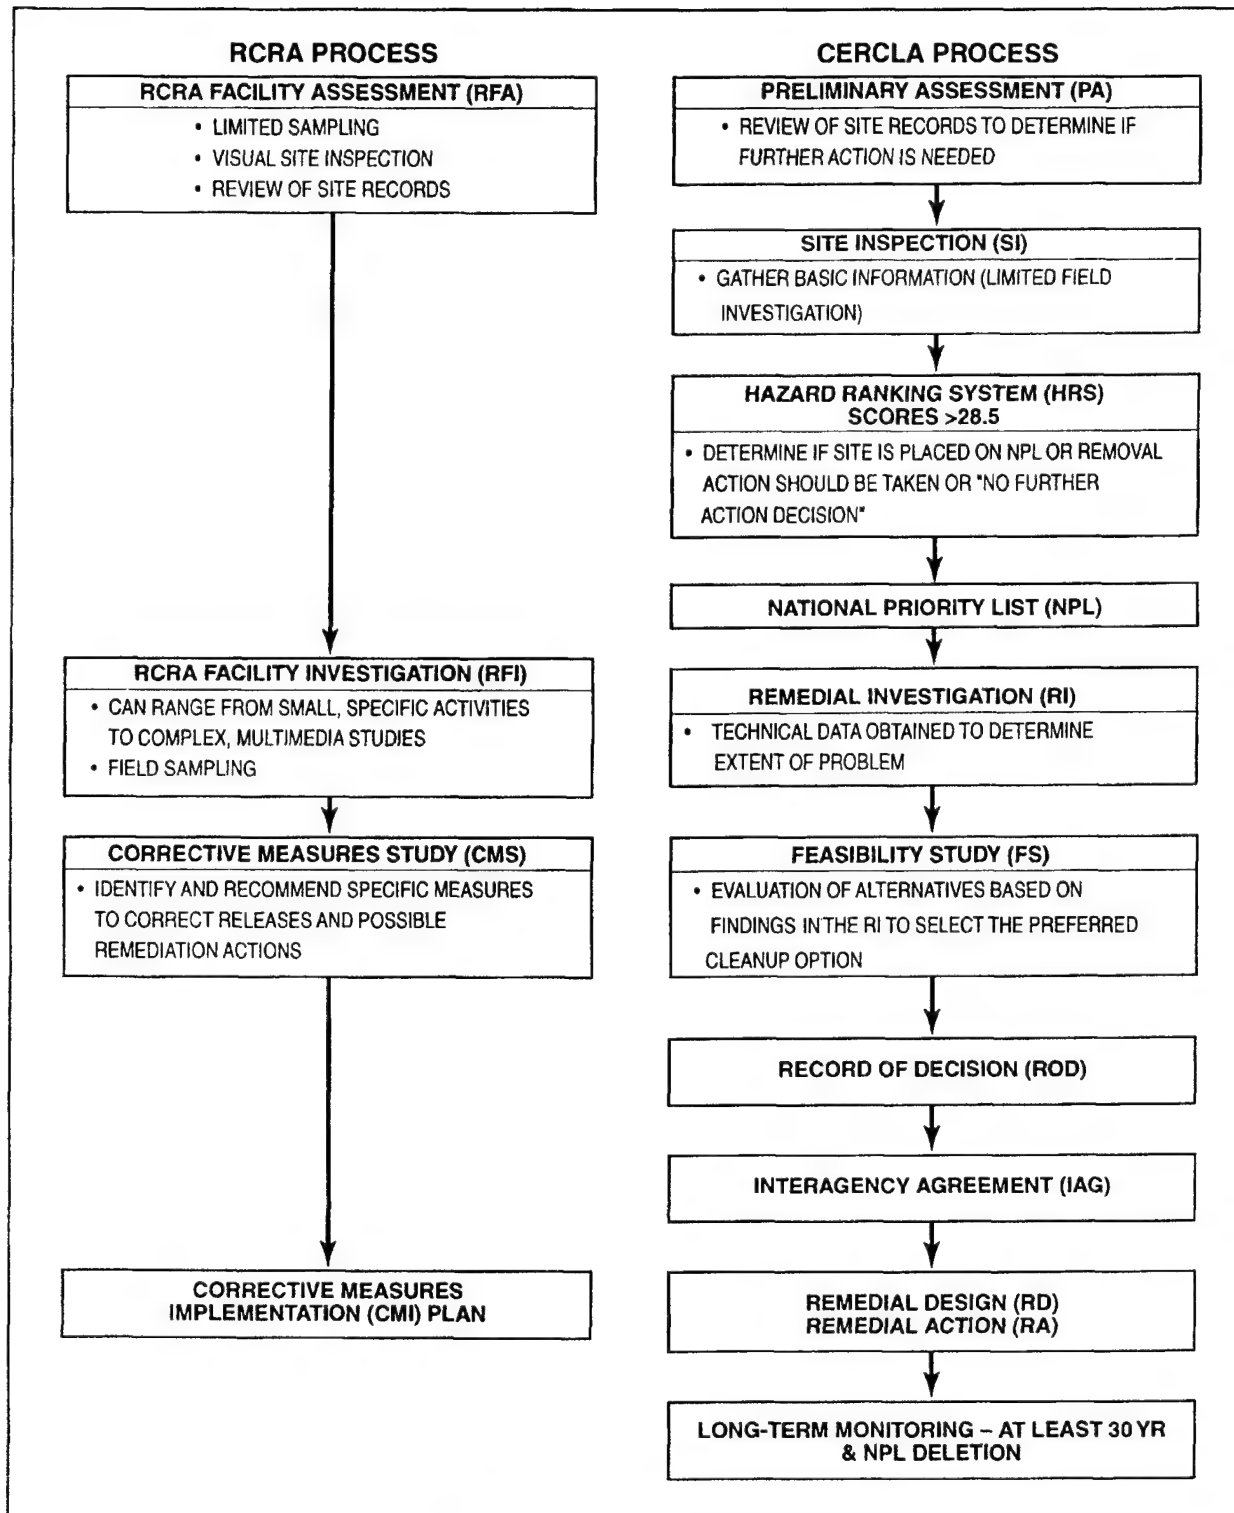 RCRA PROCESS
RCRA FACILITY ASSESSMENT (RFA)
• LIMITED SAMPLING
• VISUAL SITE INSPECTION
• REVIEW OF SITE RECORDS
RCRA FACILITY INVESTIGATION (RFI)
• CAN RANGE FROM SMALL, SPECIFIC ACTIVITIES
TO COMPLEX, MULTIMEDIA STUDIES
• FIELD SAMPLING
CORRECTIVE MEASURES STUDY (CMS)
• IDENTIFY AND RECOMMEND SPECIFIC MEASURES
TO CORRECT RELEASES AND POSSIBLE
REMEDIATION ACTIONS
CORRECTIVE MEASURES
IMPLEMENTATION (CMI) PLAN
CERCLA PROCESS
PRELIMINARY ASSESSMENT (PA)
• REVIEW OF SITE RECORDS TO DETERMINE IF
FURTHER ACTION IS NEEDED
SITE INSPECTION (SI)
• GATHER BASIC INFORMATION (LIMITED FIELD
INVESTIGATION)
HAZARD RANKING SYSTEM (HRS)
SCORES >28.5
• DETERMINE IF SITE IS PLACED ON NPL OR REMOVAL
ACTION SHOULD BE TAKEN OR "NO FURTHER
ACTION DECISION"
NATIONAL PRIORITY LIST (NPL)
REMEDIAL INVESTIGATION (RI)
• TECHNICAL DATA OBTAINED TO DETERMINE
EXTENT OF PROBLEM
FEASIBILITY STUDY (FS)
• EVALUATION OF ALTERNATIVES BASED ON
FINDINGS IN THE RI TO SELECT THE PREFERRED
CLEANUP OPTION
RECORD OF DECISION (ROD)
INTERAGENCY AGREEMENT (IAG)
REMEDIAL DESIGN (RD)
REMEDIAL ACTION (RA)
LONG-TERM MONITORING – AT LEAST 30 YR
& NPL DELETION